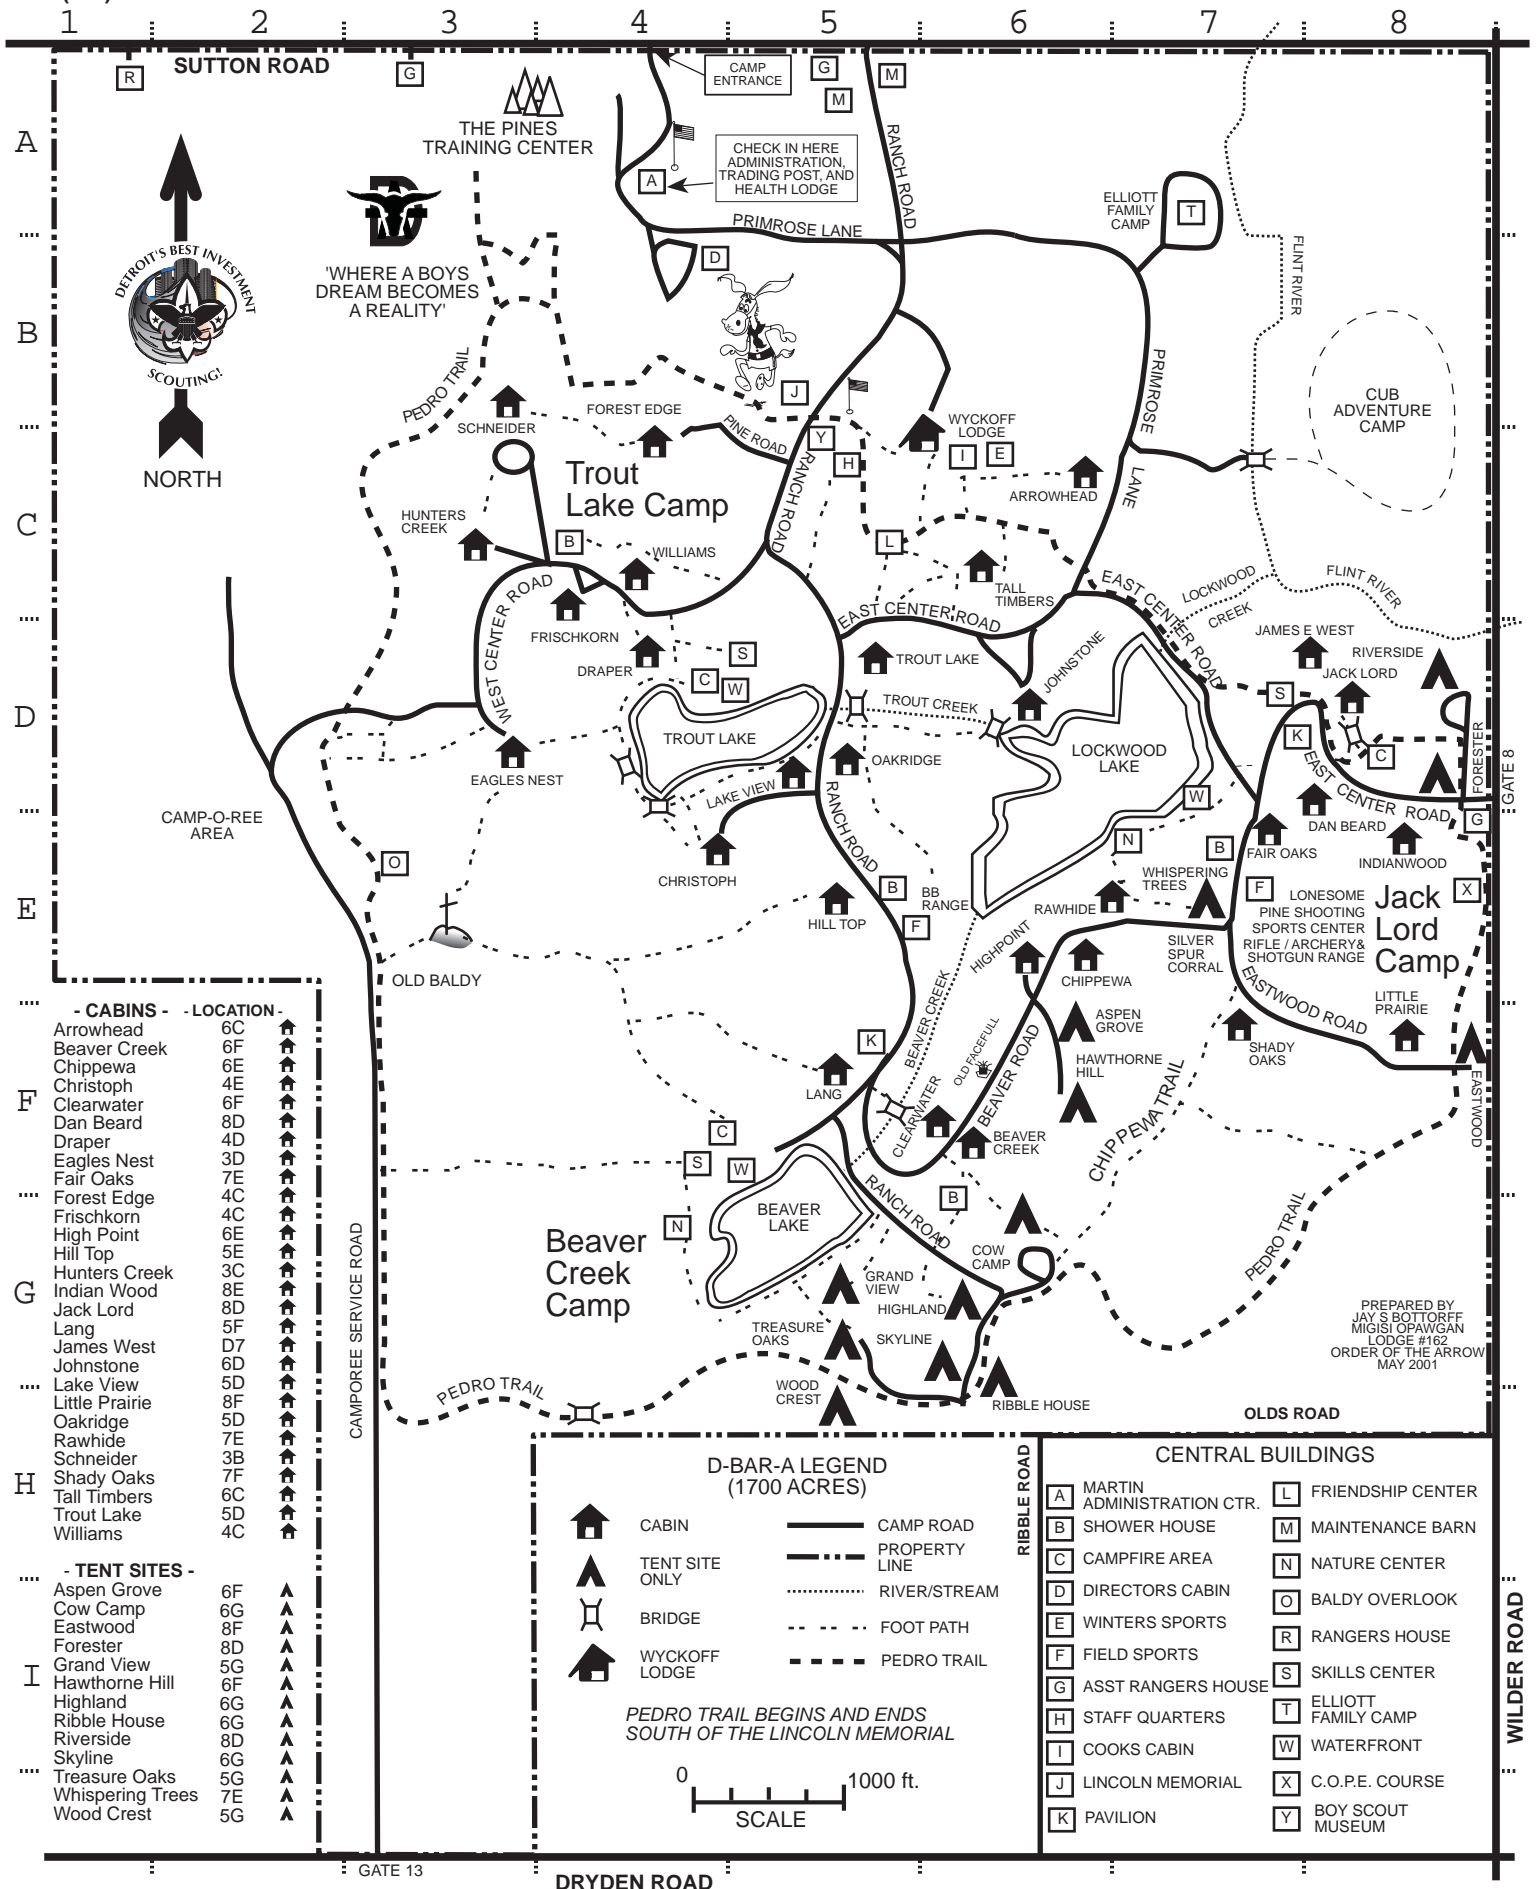 1 2 3 4 5 6 7 8
SUTTON ROAD
R
G
CAMP
ENTRANCE
G
M
M
A
THE PINES
TRAINING CENTER
CHECK IN HERE
ADMINISTRATION,
TRADING POST, AND
HEALTH LODGE
A
RANCH ROAD
ELLIOTT
FAMILY
CAMP
T
D
PRIMROSE LANE
D
FLINT RIVER
DETROIT'S BEST INVESTMENT
SCOUTING!
NORTH
'WHERE A BOYS
DREAM BECOMES
A REALITY'
B
PEDRO TRAIL
SCHNEIDER
FOREST EDGE
PINE ROAD
J
Y
H
RANCH ROAD
WYCKOFF
LODGE
I
E
ARROWHEAD
PRIMROSE
LANE
CUB
ADVENTURE
CAMP
C
Trout
Lake Camp
HUNTERS
CREEK
B
WILLIAMS
L
TALL
TIMBERS
WEST CENTER ROAD
FRISCHKORN
EAST CENTER ROAD
EAST CENTER ROAD
LOCKWOOD
CREEK
FLINT RIVER
DRAPER
S
C
W
TROUT LAKE
JOHNSTONE
JAMES E WEST
RIVERSIDE
JACK LORD
S
D
TROUT CREEK
TROUT LAKE
LOCKWOOD
LAKE
K
C
FORESTER
GATE 8
EAGLES NEST
OAKRIDGE
LAKE VIEW
RANCH ROAD
EAST CENTER ROAD
W
G
CAMP-O-REE
AREA
DAN BEARD
O
N
B
FAIR OAKS
INDIANWOOD
CHRISTOPH
WHISPERING
TREES
E
B
BB
RANGE
F
HILL TOP
RAWHIDE
F
LONESOME
PINE SHOOTING
SPORTS CENTER
RIFLE / ARCHERY&
SHOTGUN RANGE
X
Jack
Lord
Camp
SILVER
SPUR
CORRAL
HIGHPOINT
CHIPPEWA
OLD BALDY
EASTWOOD ROAD
LITTLE
PRAIRIE
BEAVER CREEK
ASPEN
GROVE
K
SHADY
OAKS
OLD FACEFULL
BEAVER ROAD
HAWTHORNE
HILL
F
LANG
CLEARWATER
BEAVER
CREEK
CHIPPEWA TRAIL
EASTWOOD
C
S
W
BEAVER
LAKE
RANCH ROAD
B
N
Beaver
Creek
Camp
COW
CAMP
PEDRO TRAIL
G
GRAND
VIEW
HIGHLAND
TREASURE
OAKS
SKYLINE
WOOD
CREST
RIBBLE HOUSE
PEDRO TRAIL
CAMPOREE SERVICE ROAD
PREPARED BY
JAY S BOTTORFF
MIGISI OPAWGAN
LODGE #162
ORDER OF THE ARROW
MAY 2001
OLDS ROAD
- CABINS - - LOCATION -
Arrowhead 6C
Beaver Creek 6F
Chippewa 6E
Christoph 4E
Clearwater 6F
Dan Beard 8D
Draper 4D
Eagles Nest 3D
Fair Oaks 7E
Forest Edge 4C
Frischkorn 4C
High Point 6E
Hill Top 5E
Hunters Creek 3C
Indian Wood 8E
Jack Lord 8D
Lang 5F
James West D7
Johnstone 6D
Lake View 5D
Little Prairie 8F
Oakridge 5D
Rawhide 7E
Schneider 3B
Shady Oaks 7F
Tall Timbers 6C
Trout Lake 5D
Williams 4C
H
- TENT SITES -
Aspen Grove 6F
Cow Camp 6G
Eastwood 8F
Forester 8D
Grand View 5G
Hawthorne Hill 6F
Highland 6G
Ribble House 6G
Riverside 8D
Skyline 6G
Treasure Oaks 5G
Whispering Trees 7E
Wood Crest 5G
I
D-BAR-A LEGEND
(1700 ACRES)
CABIN
TENT SITE
ONLY
BRIDGE
WYCKOFF
LODGE
CAMP ROAD
PROPERTY
LINE
RIVER/STREAM
FOOT PATH
PEDRO TRAIL
PEDRO TRAIL BEGINS AND ENDS
SOUTH OF THE LINCOLN MEMORIAL
0 1000 ft.
SCALE
RIBBLE ROAD
CENTRAL BUILDINGS
A MARTIN
ADMINISTRATION CTR.
B SHOWER HOUSE
C CAMPFIRE AREA
D DIRECTORS CABIN
E WINTERS SPORTS
F FIELD SPORTS
G ASST RANGERS HOUSE
H STAFF QUARTERS
I COOKS CABIN
J LINCOLN MEMORIAL
K PAVILION
L FRIENDSHIP CENTER
M MAINTENANCE BARN
N NATURE CENTER
O BALDY OVERLOOK
R RANGERS HOUSE
S SKILLS CENTER
T ELLIOTT
FAMILY CAMP
W WATERFRONT
X C.O.P.E. COURSE
Y BOY SCOUT
MUSEUM
WILDER ROAD
GATE 13
DRYDEN ROAD